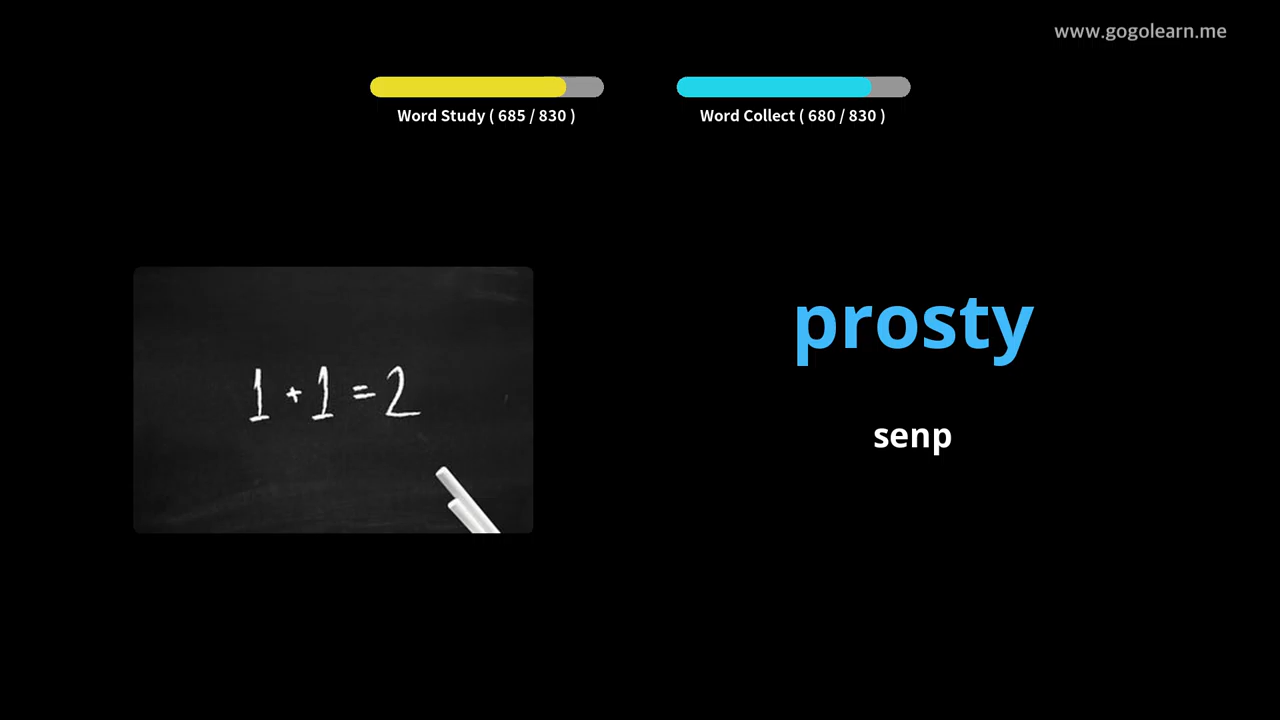 www.gogolearn.me
Word Study ( 685 / 830 )
Word Collect ( 680 / 830 )
1 + 1 = 2
prosty
senp